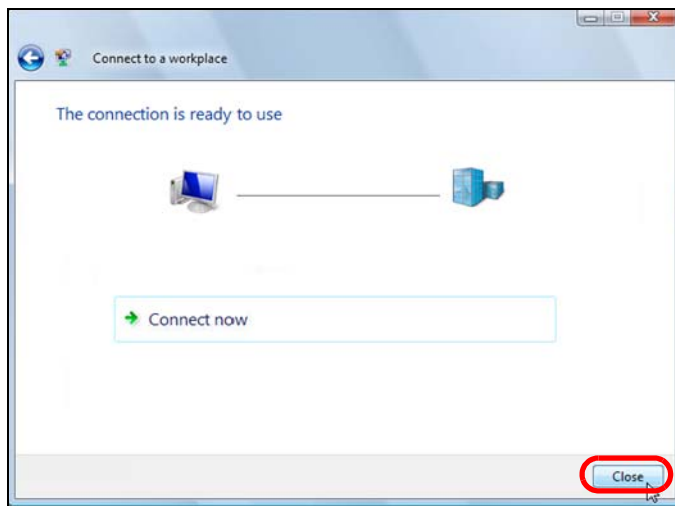 Connect to a workplace
The connection is ready to use
Connect now
Close